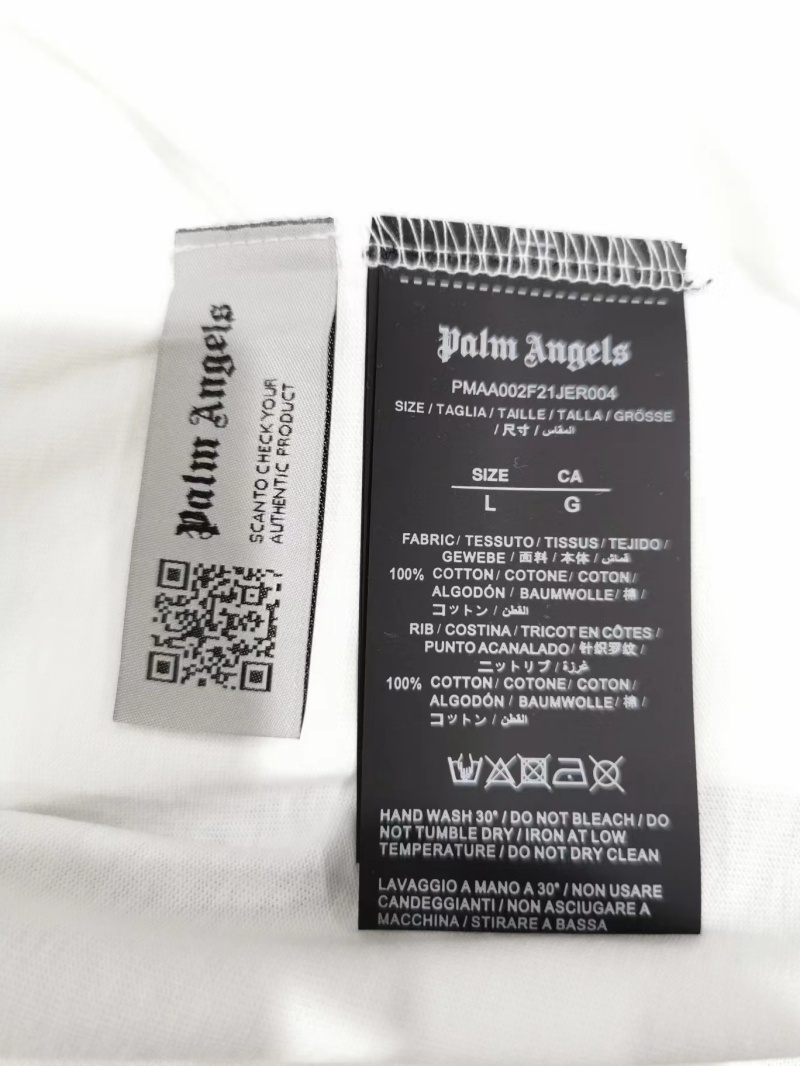 Palm Angels
SCAN TO CHECK YOUR
AUTHENTIC PRODUCT
Palm Angels
PMAA002F21JER004
SIZE / TAGLIA / TAILLE / TALLA / GRÖSSE
/ 尺寸 / المقاس
SIZE CA
L G
FABRIC / TESSUTO / TISSUS / TEJIDO /
GEWEBE / 面料 / 本体 / قماش
100% COTTON / COTONE / COTON /
ALGODÓN / BAUMWOLLE / 棉 /
コットン / القطن
RIB / COSTINA / TRICOT EN CÔTES /
PUNTO ACANALADO / 针织罗纹 /
ニットリブ / غرزة
100% COTTON / COTONE / COTON /
ALGODÓN / BAUMWOLLE / 棉 /
コットン / القطن
HAND WASH 30° / DO NOT BLEACH / DO
NOT TUMBLE DRY / IRON AT LOW
TEMPERATURE / DO NOT DRY CLEAN
LAVAGGIO A MANO A 30° / NON USARE
CANDEGGIANTI / NON ASCIUGARE A
MACCHINA / STIRARE A BASSA